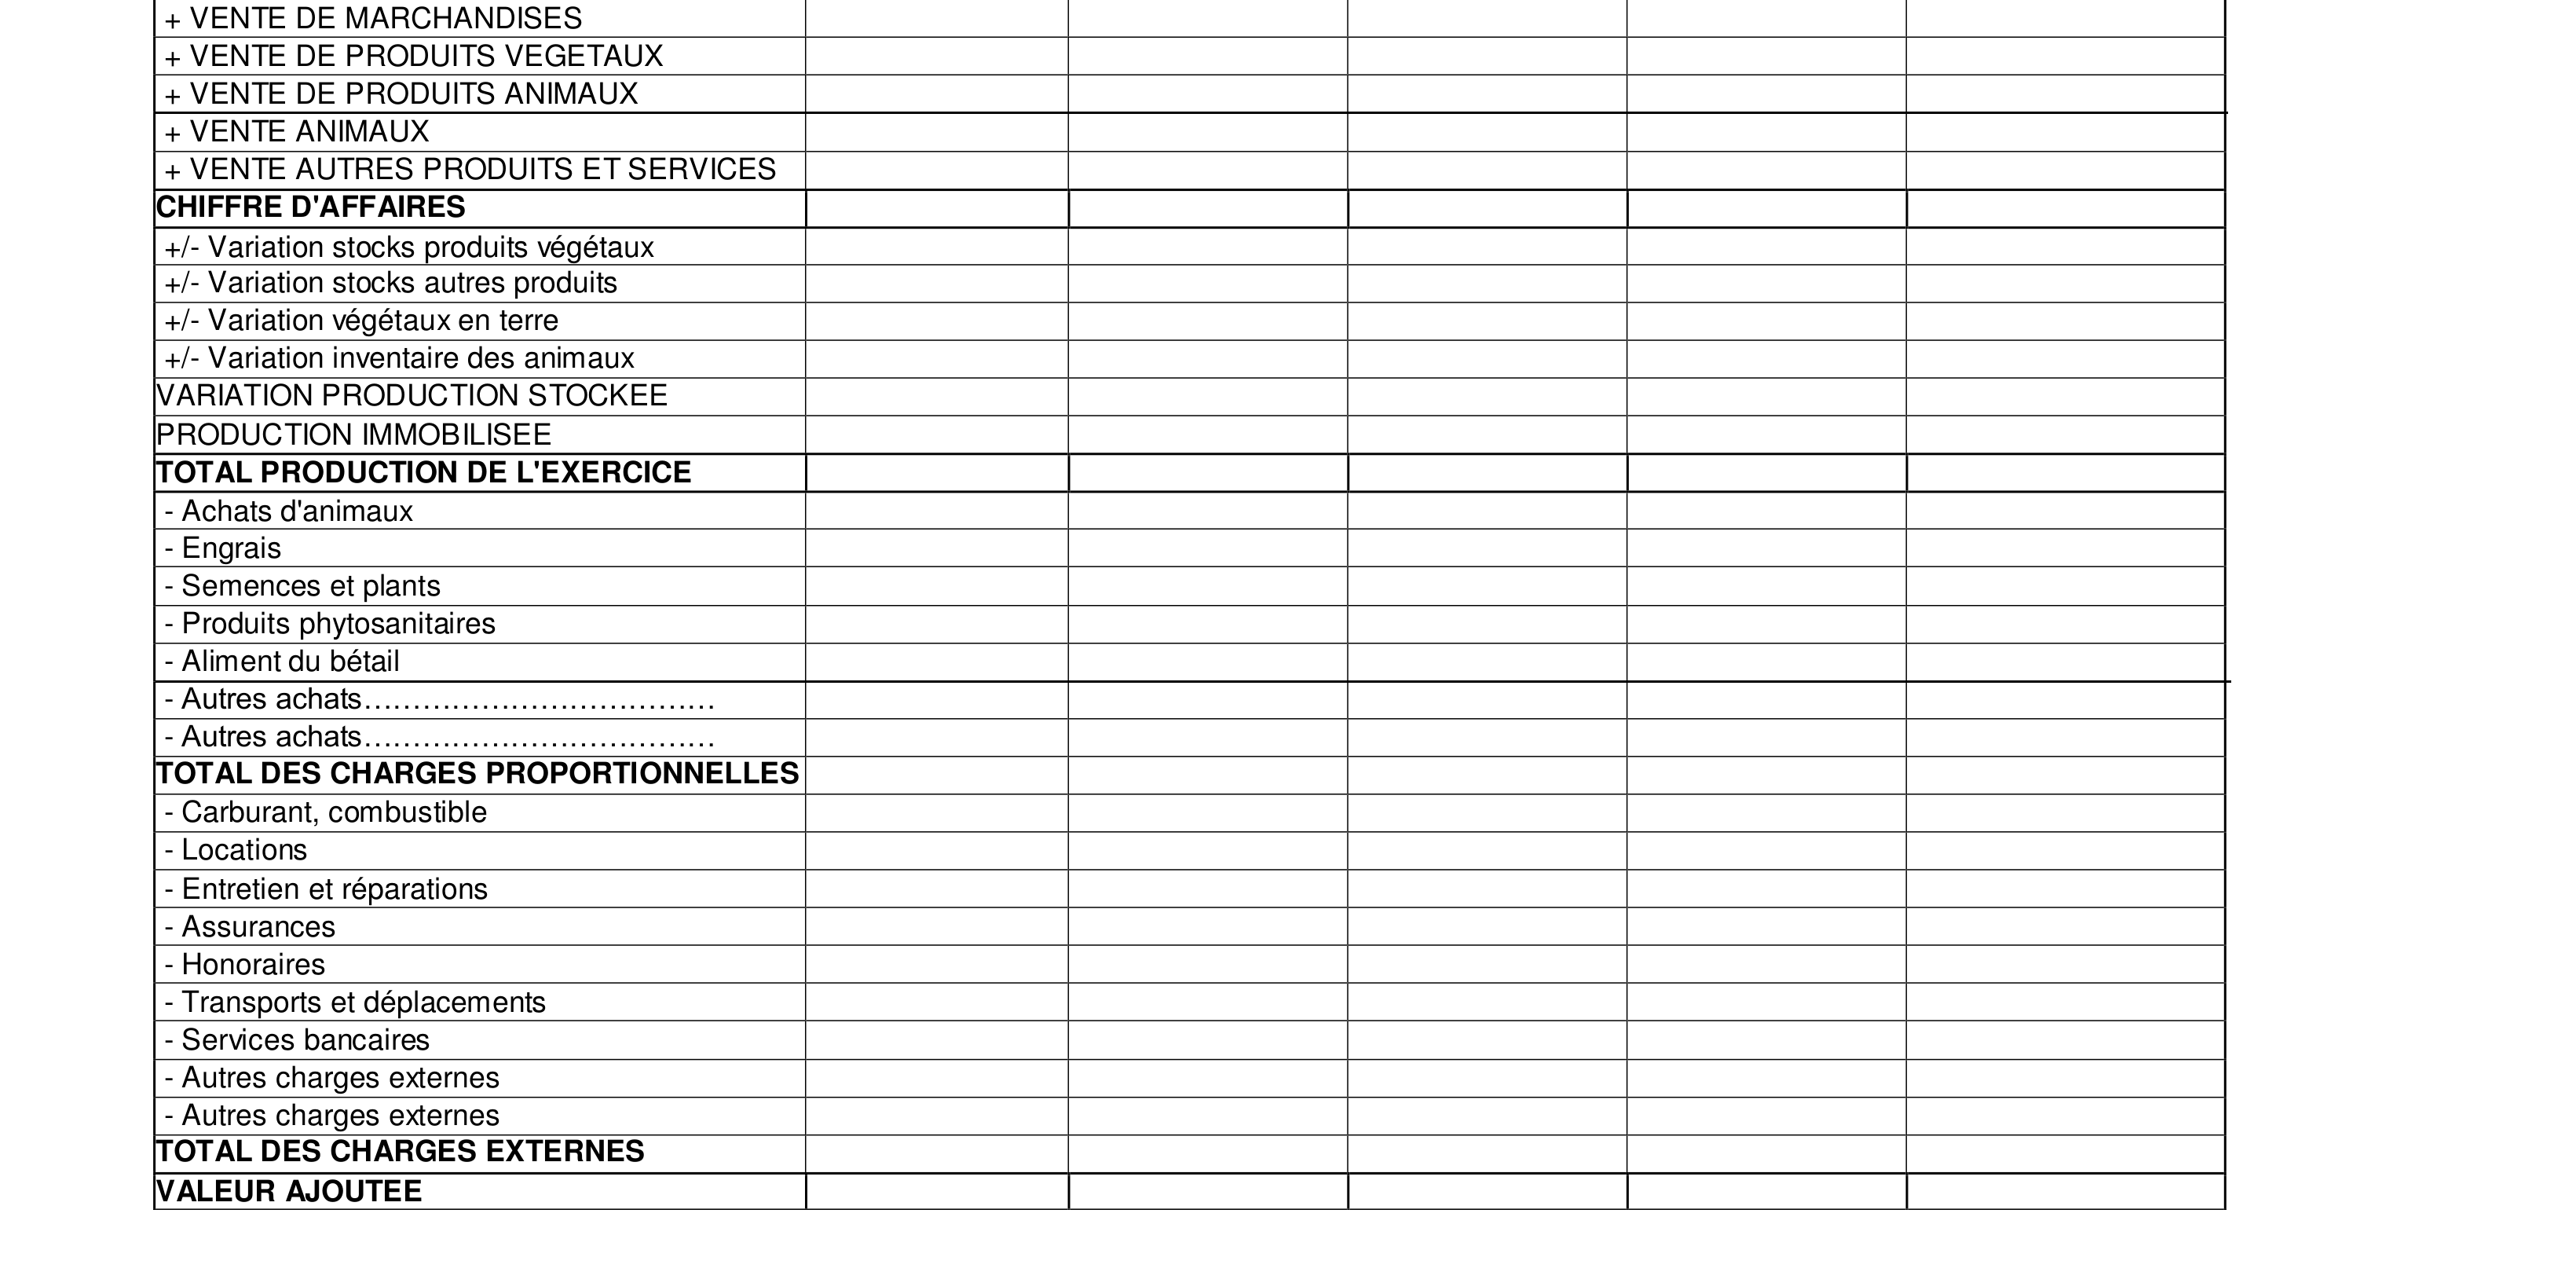 + VENTE DE MARCHANDISES
+ VENTE DE PRODUITS VEGETAUX
+ VENTE DE PRODUITS ANIMAUX
+ VENTE ANIMAUX
+ VENTE AUTRES PRODUITS ET SERVICES
CHIFFRE D'AFFAIRES
+/- Variation stocks produits végétaux
+/- Variation stocks autres produits
+/- Variation végétaux en terre
+/- Variation inventaire des animaux
VARIATION PRODUCTION STOCKEE
PRODUCTION IMMOBILISEE
TOTAL PRODUCTION DE L'EXERCICE
- Achats d'animaux
- Engrais
- Semences et plants
- Produits phytosanitaires
- Aliment du bétail
- Autres achats………………………………
- Autres achats………………………………
TOTAL DES CHARGES PROPORTIONNELLES
- Carburant, combustible
- Locations
- Entretien et réparations
- Assurances
- Honoraires
- Transports et déplacements
- Services bancaires
- Autres charges externes
- Autres charges externes
TOTAL DES CHARGES EXTERNES
VALEUR AJOUTEE